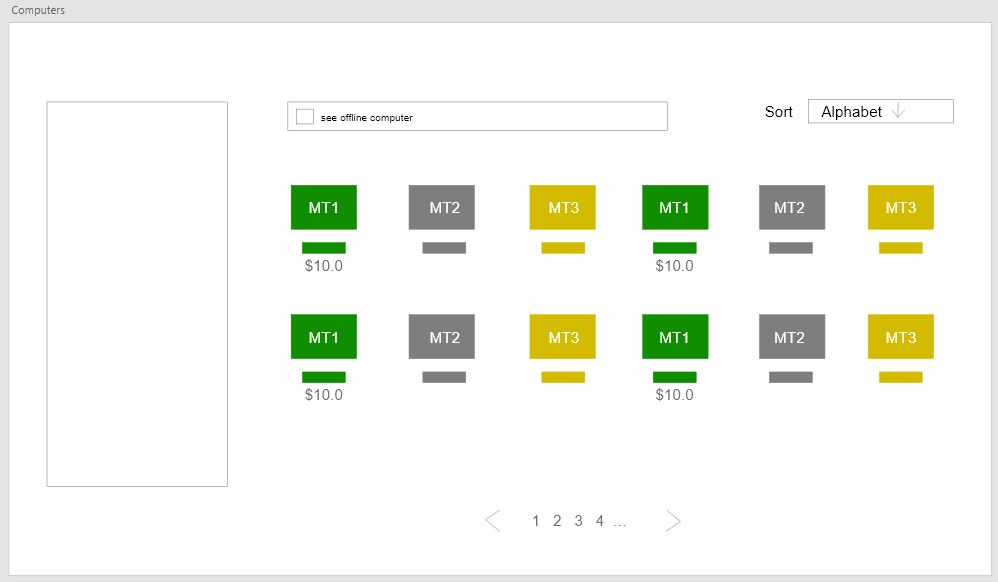 Computers
see offline computer
Sort Alphabet
MT1 MT2 MT3 MT1 MT2 MT3
$10.0 $10.0
MT1 MT2 MT3 MT1 MT2 MT3
$10.0 $10.0
1 2 3 4 ...